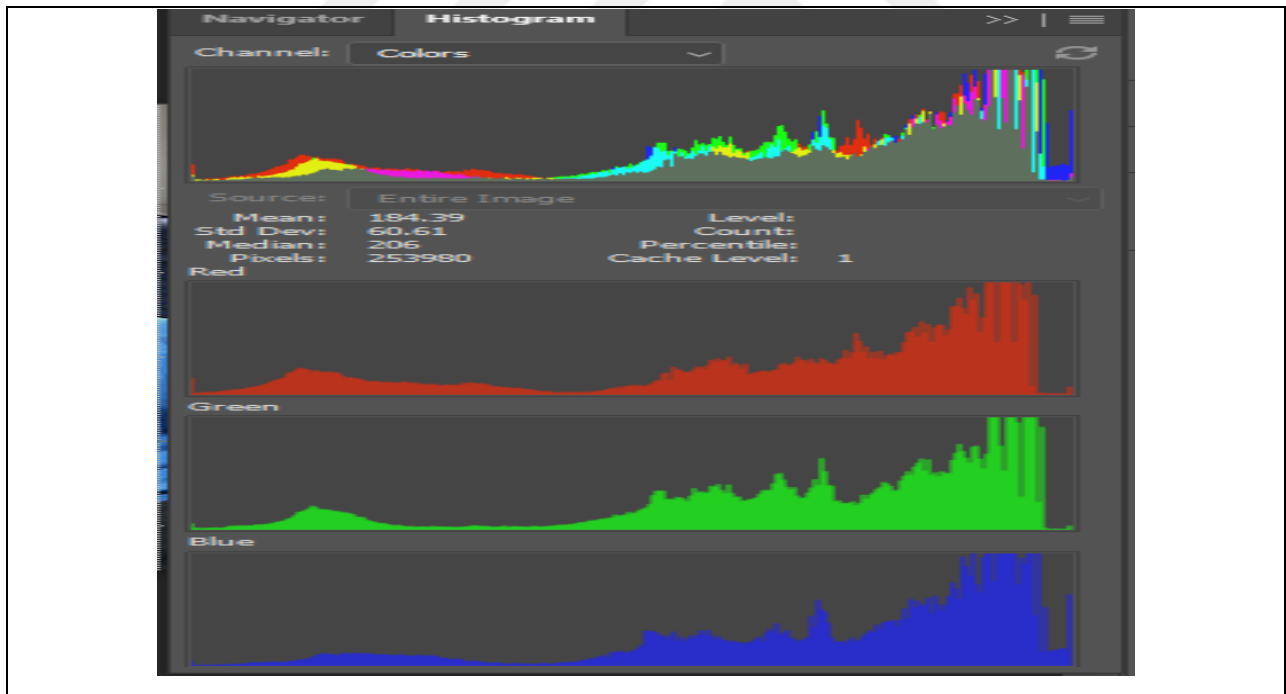 Navigator Histogram >>
Channel: Colors
Source: Entire Image
Mean: 184.39 Level:
Std Dev: 60.61 Count:
Median: 206 Percentile:
Pixels: 253980 Cache Level: 1
Red
Green
Blue